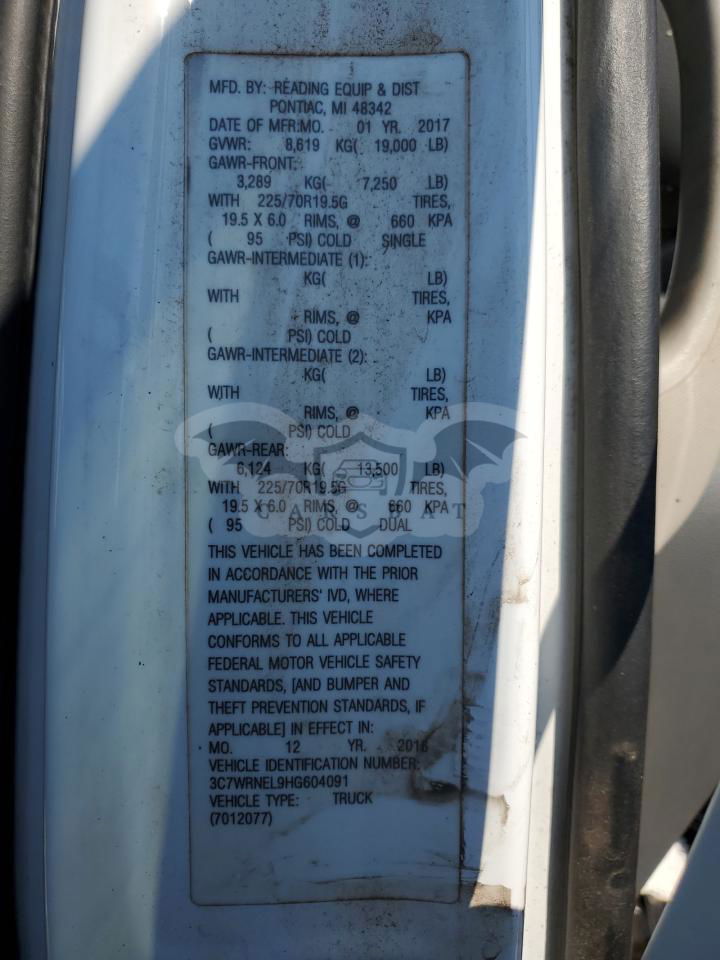 MFD. BY: READING EQUIP & DIST
PONTIAC, MI 48342
DATE OF MFR:MO. 01 YR. 2017
GVWR: 8,619 KG( 19,000 LB)
GAWR-FRONT:
3,289 KG( 7,250 LB)
WITH 225/70R19.5G TIRES,
19.5 X 6.0 RIMS, @ 660 KPA
( 95 PSI) COLD SINGLE
GAWR-INTERMEDIATE (1):
KG( LB)
WITH TIRES,
RIMS, @ KPA
( PSI) COLD
GAWR-INTERMEDIATE (2):
KG( LB)
WITH TIRES,
RIMS, @ KPA
( PSI) COLD
GAWR-REAR:
6,124 KG( 13,500 LB)
WITH 225/70R19.5G TIRES,
19.5 X 6.0 RIMS, @ 660 KPA
CARSBAT
( 95 PSI) COLD DUAL
THIS VEHICLE HAS BEEN COMPLETED
IN ACCORDANCE WITH THE PRIOR
MANUFACTURERS' IVD, WHERE
APPLICABLE. THIS VEHICLE
CONFORMS TO ALL APPLICABLE
FEDERAL MOTOR VEHICLE SAFETY
STANDARDS, [AND BUMPER AND
THEFT PREVENTION STANDARDS, IF
APPLICABLE] IN EFFECT IN:
MO. 12 YR. 2016
VEHICLE IDENTIFICATION NUMBER:
3C7WRNEL9HG604091
VEHICLE TYPE: TRUCK
(7012077)